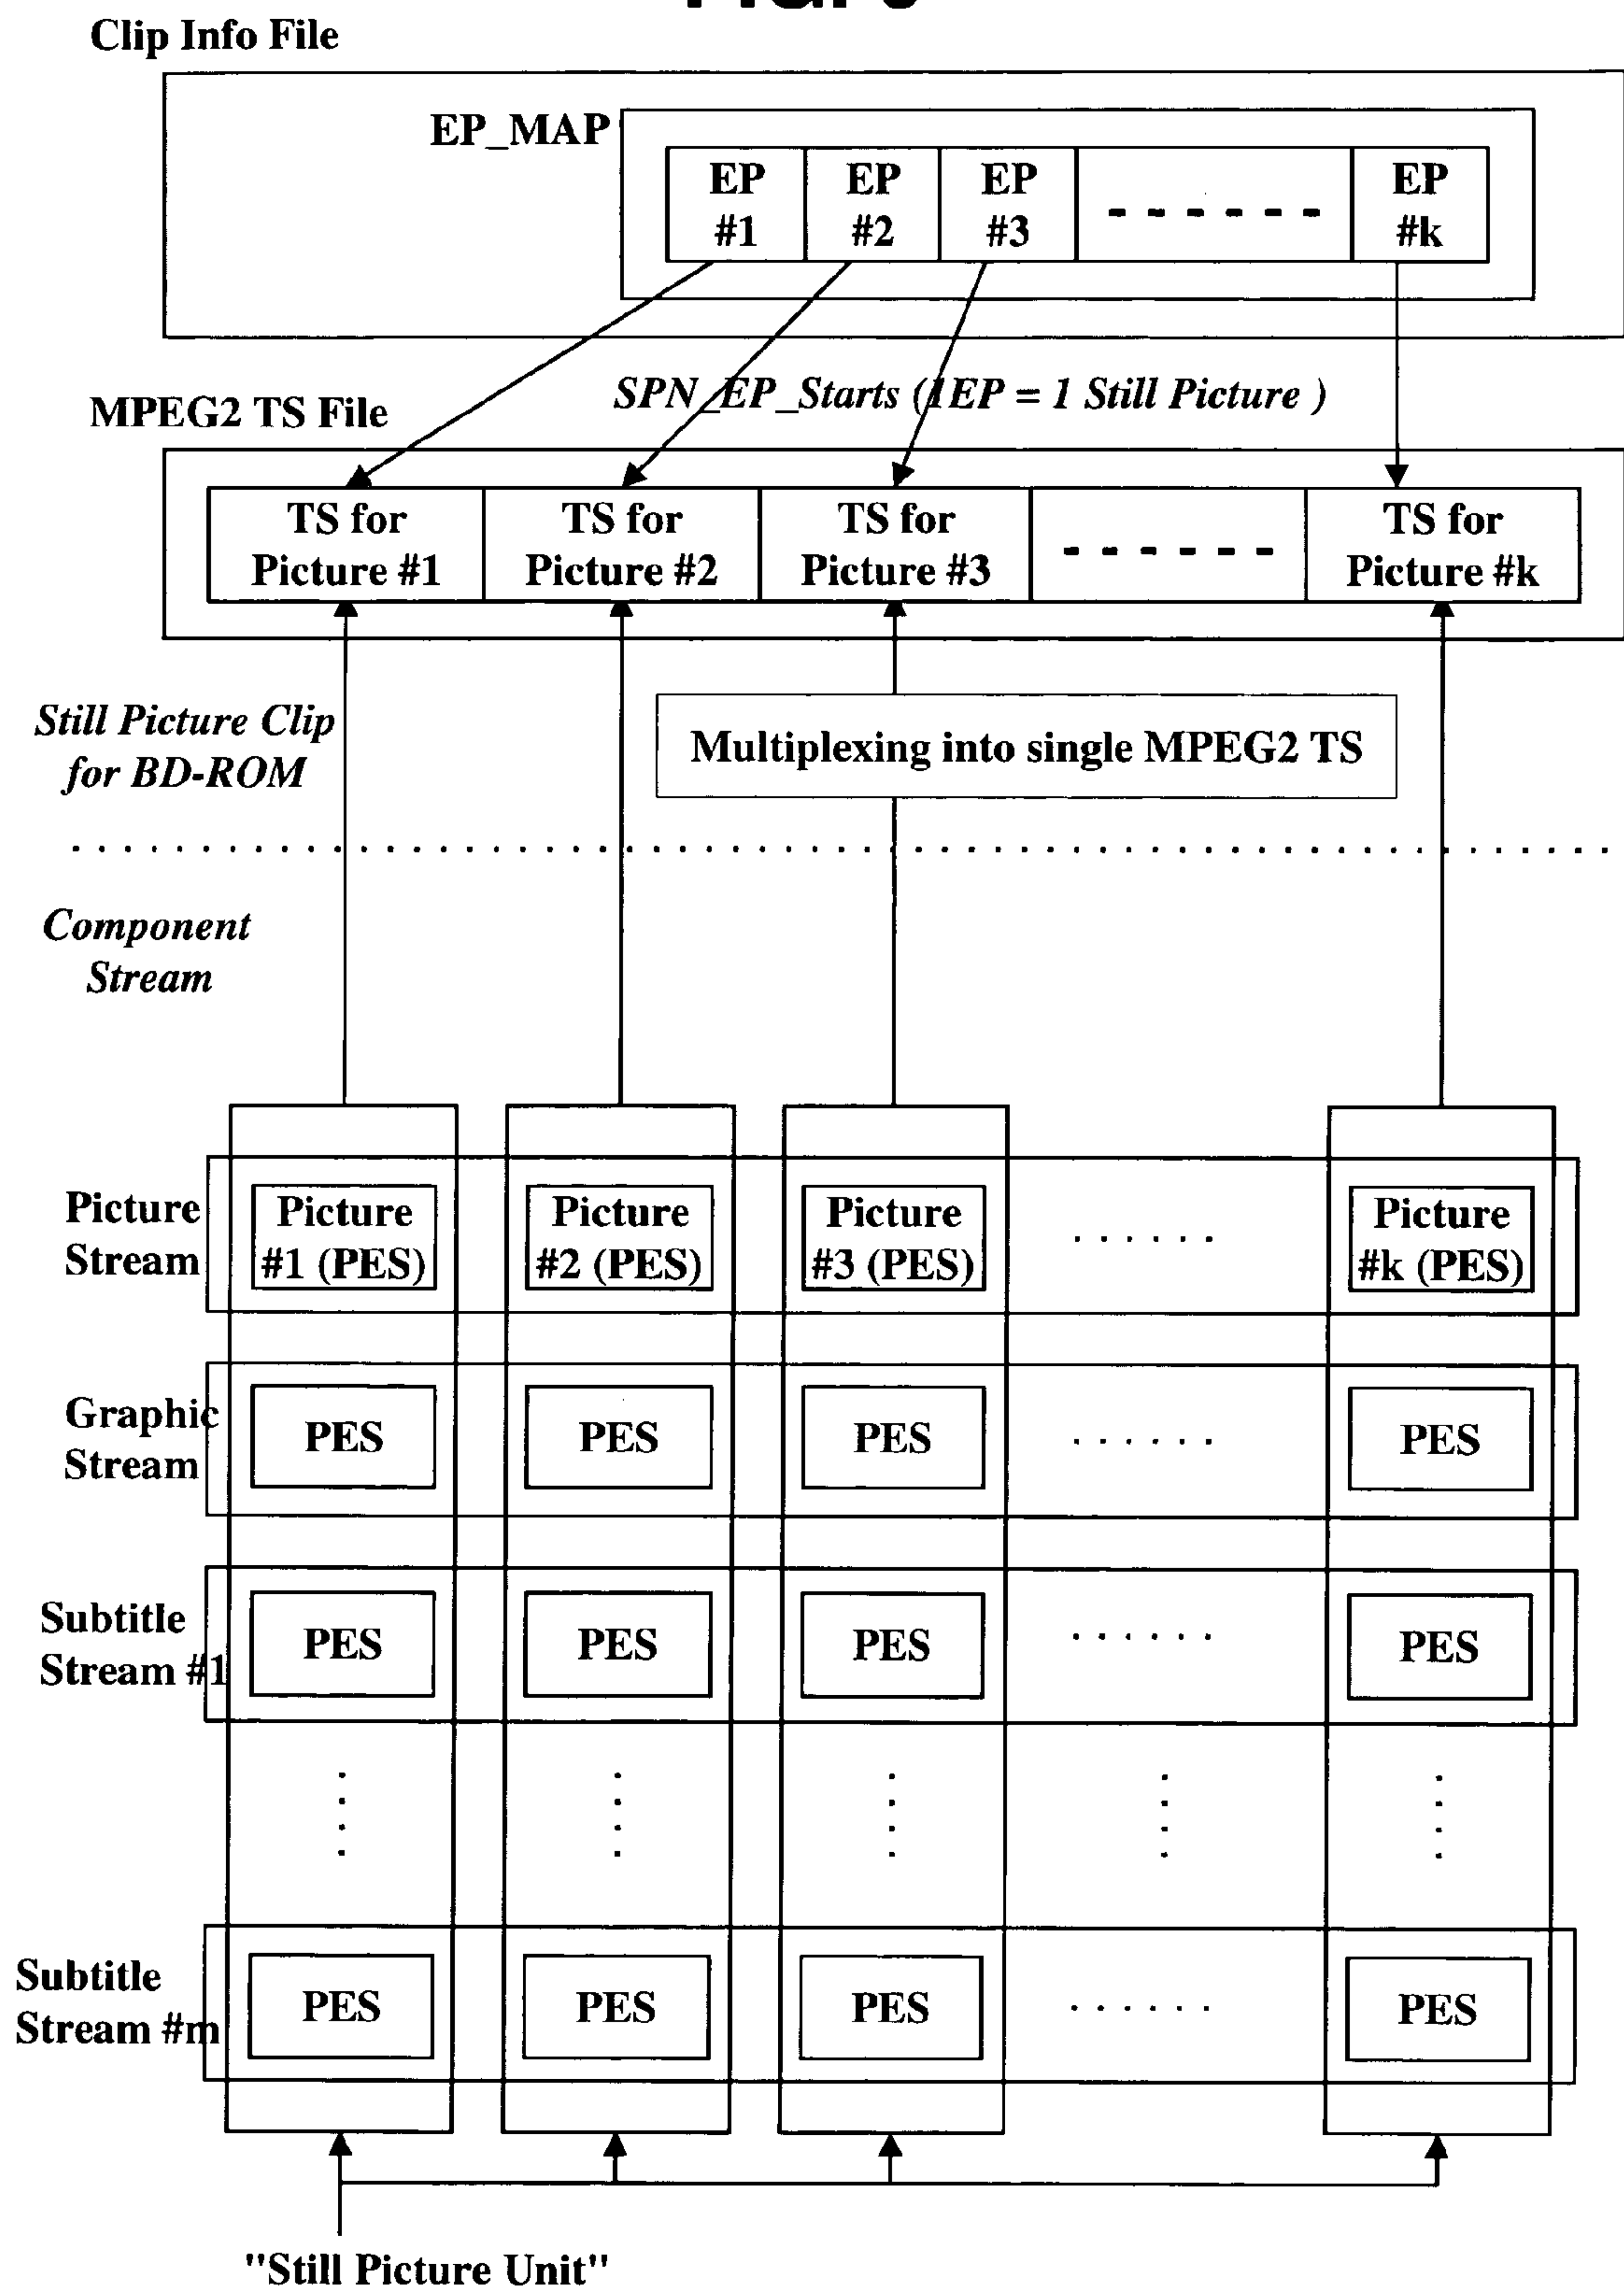 Clip Info File
EP_MAP
EP #1
EP #2
EP #3
EP #k
SPN_EP_Starts (1EP = 1 Still Picture )
MPEG2 TS File
TS for Picture #1
TS for Picture #2
TS for Picture #3
TS for Picture #k
Still Picture Clip
for BD-ROM
Multiplexing into single MPEG2 TS
Component
Stream
Picture
Stream
Picture #1 (PES)
Picture #2 (PES)
Picture #3 (PES)
Picture #k (PES)
Graphic
Stream
PES
PES
PES
PES
Subtitle
Stream #1
PES
PES
PES
PES
Subtitle
Stream #m
PES
PES
PES
PES
"Still Picture Unit"